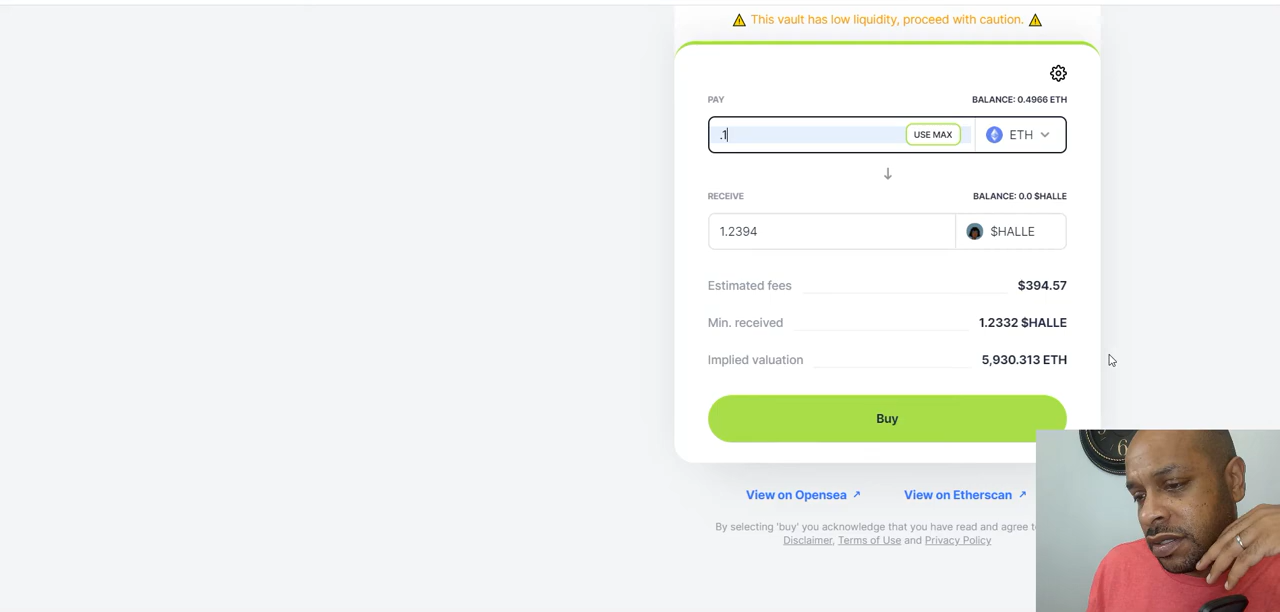 This vault has low liquidity, proceed with caution.
PAY BALANCE: 0.4966 ETH
.1 USE MAX ETH
RECEIVE BALANCE: 0.0 $HALLE
1.2394 $HALLE
Estimated fees $394.57
Min. received 1.2332 $HALLE
Implied valuation 5,930.313 ETH
Buy
View on Opensea ↗ View on Etherscan ↗
By selecting 'buy' you acknowledge that you have read and agree to
Disclaimer, Terms of Use and Privacy Policy
6